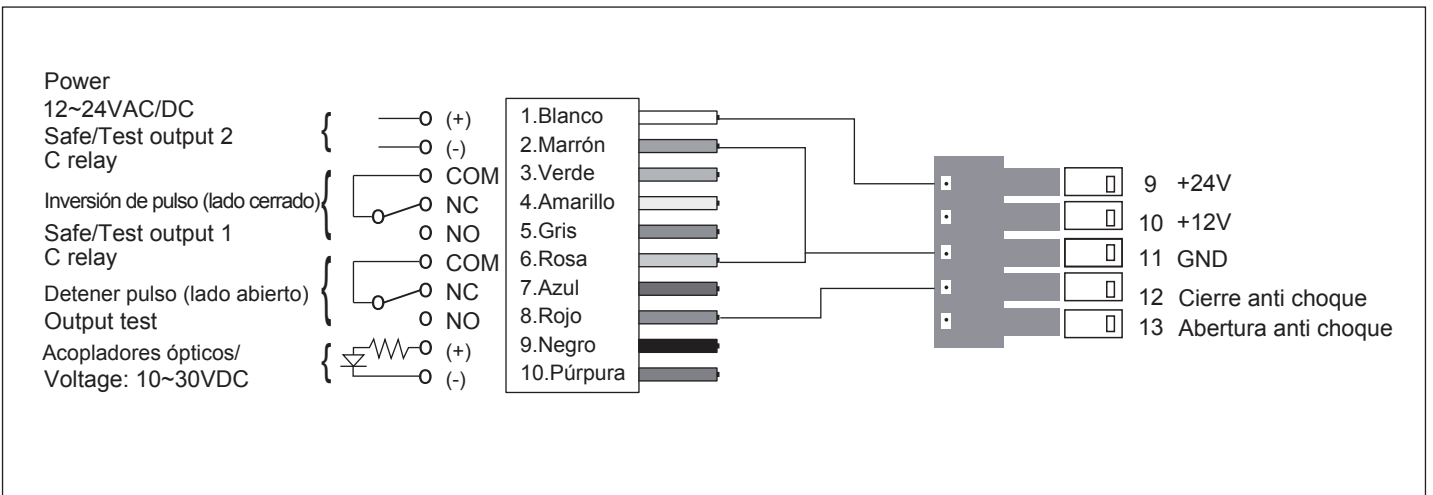 Power
12~24VAC/DC
Safe/Test output 2
C relay
Inversión de pulso (lado cerrado)
Safe/Test output 1
C relay
Detener pulso (lado abierto)
Output test
Acopladores ópticos/
Voltage: 10~30VDC
(+)
(-)
COM
NC
NO
COM
NC
NO
(+)
(-)
1.Blanco
2.Marrón
3.Verde
4.Amarillo
5.Gris
6.Rosa
7.Azul
8.Rojo
9.Negro
10.Púrpura
9 +24V
10 +12V
11 GND
12 Cierre anti choque
13 Abertura anti choque